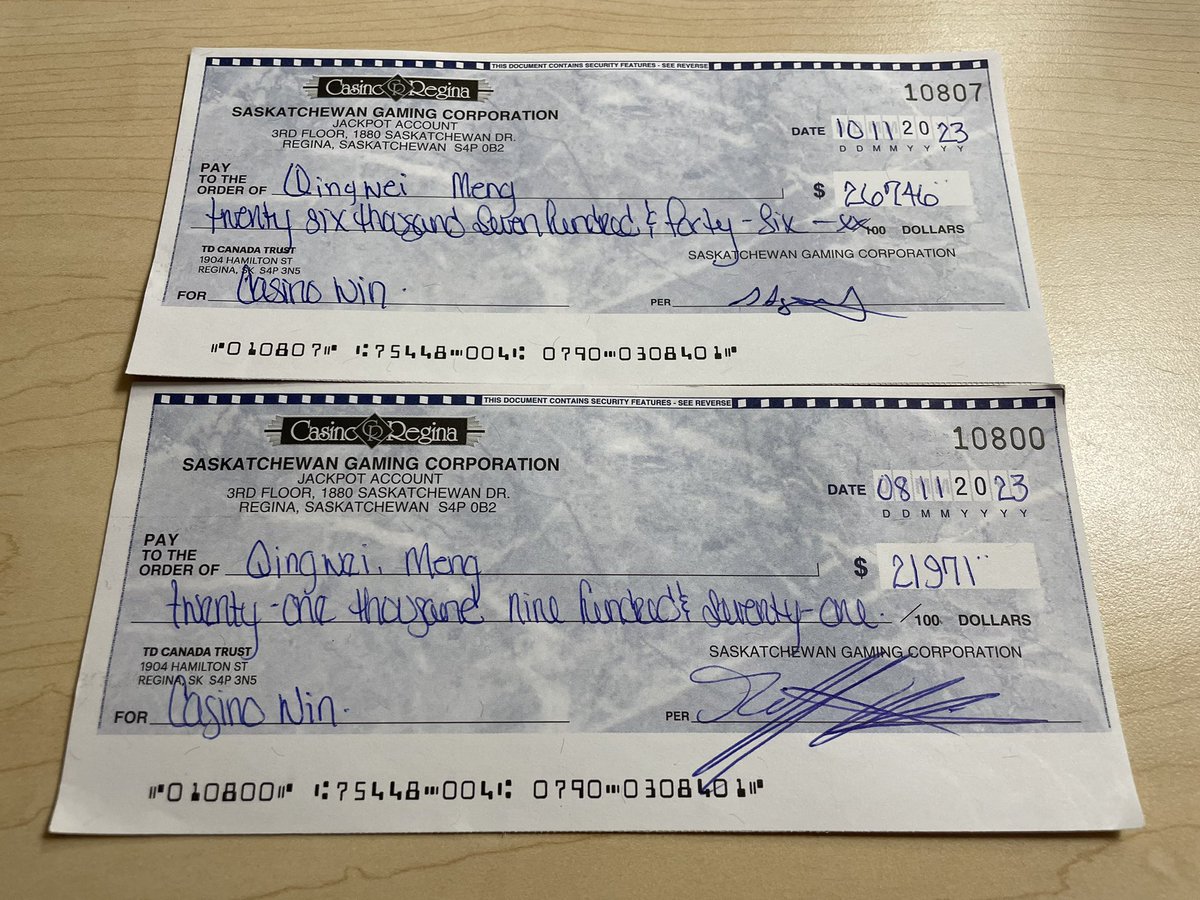 THIS DOCUMENT CONTAINS SECURITY FEATURES - SEE REVERSE
Casino CR Regina
10807
SASKATCHEWAN GAMING CORPORATION
JACKPOT ACCOUNT
3RD FLOOR, 1880 SASKATCHEWAN DR.
REGINA, SASKATCHEWAN S4P 0B2
DATE 10 11 2023
D D M M Y Y Y Y
PAY
TO THE
ORDER OF Qingwei Meng $ 26746
twenty six thousand seven hundred & forty-six - xx/100 DOLLARS
TD CANADA TRUST
1904 HAMILTON ST
REGINA, SK S4P 3N5
SASKATCHEWAN GAMING CORPORATION
FOR Casino Win.
PER
⑈010807⑈ ⑆75448⑉004⑆ 0790⑉0308401⑈
THIS DOCUMENT CONTAINS SECURITY FEATURES - SEE REVERSE
Casino CR Regina
10800
SASKATCHEWAN GAMING CORPORATION
JACKPOT ACCOUNT
3RD FLOOR, 1880 SASKATCHEWAN DR.
REGINA, SASKATCHEWAN S4P 0B2
DATE 08 11 2023
D D M M Y Y Y Y
PAY
TO THE
ORDER OF Qingwei Meng $ 21971
twenty-one thousand nine hundred & seventy-one. /100 DOLLARS
TD CANADA TRUST
1904 HAMILTON ST
REGINA, SK S4P 3N5
SASKATCHEWAN GAMING CORPORATION
FOR Casino Win.
PER
⑈010800⑈ ⑆75448⑉004⑆ 0790⑉0308401⑈